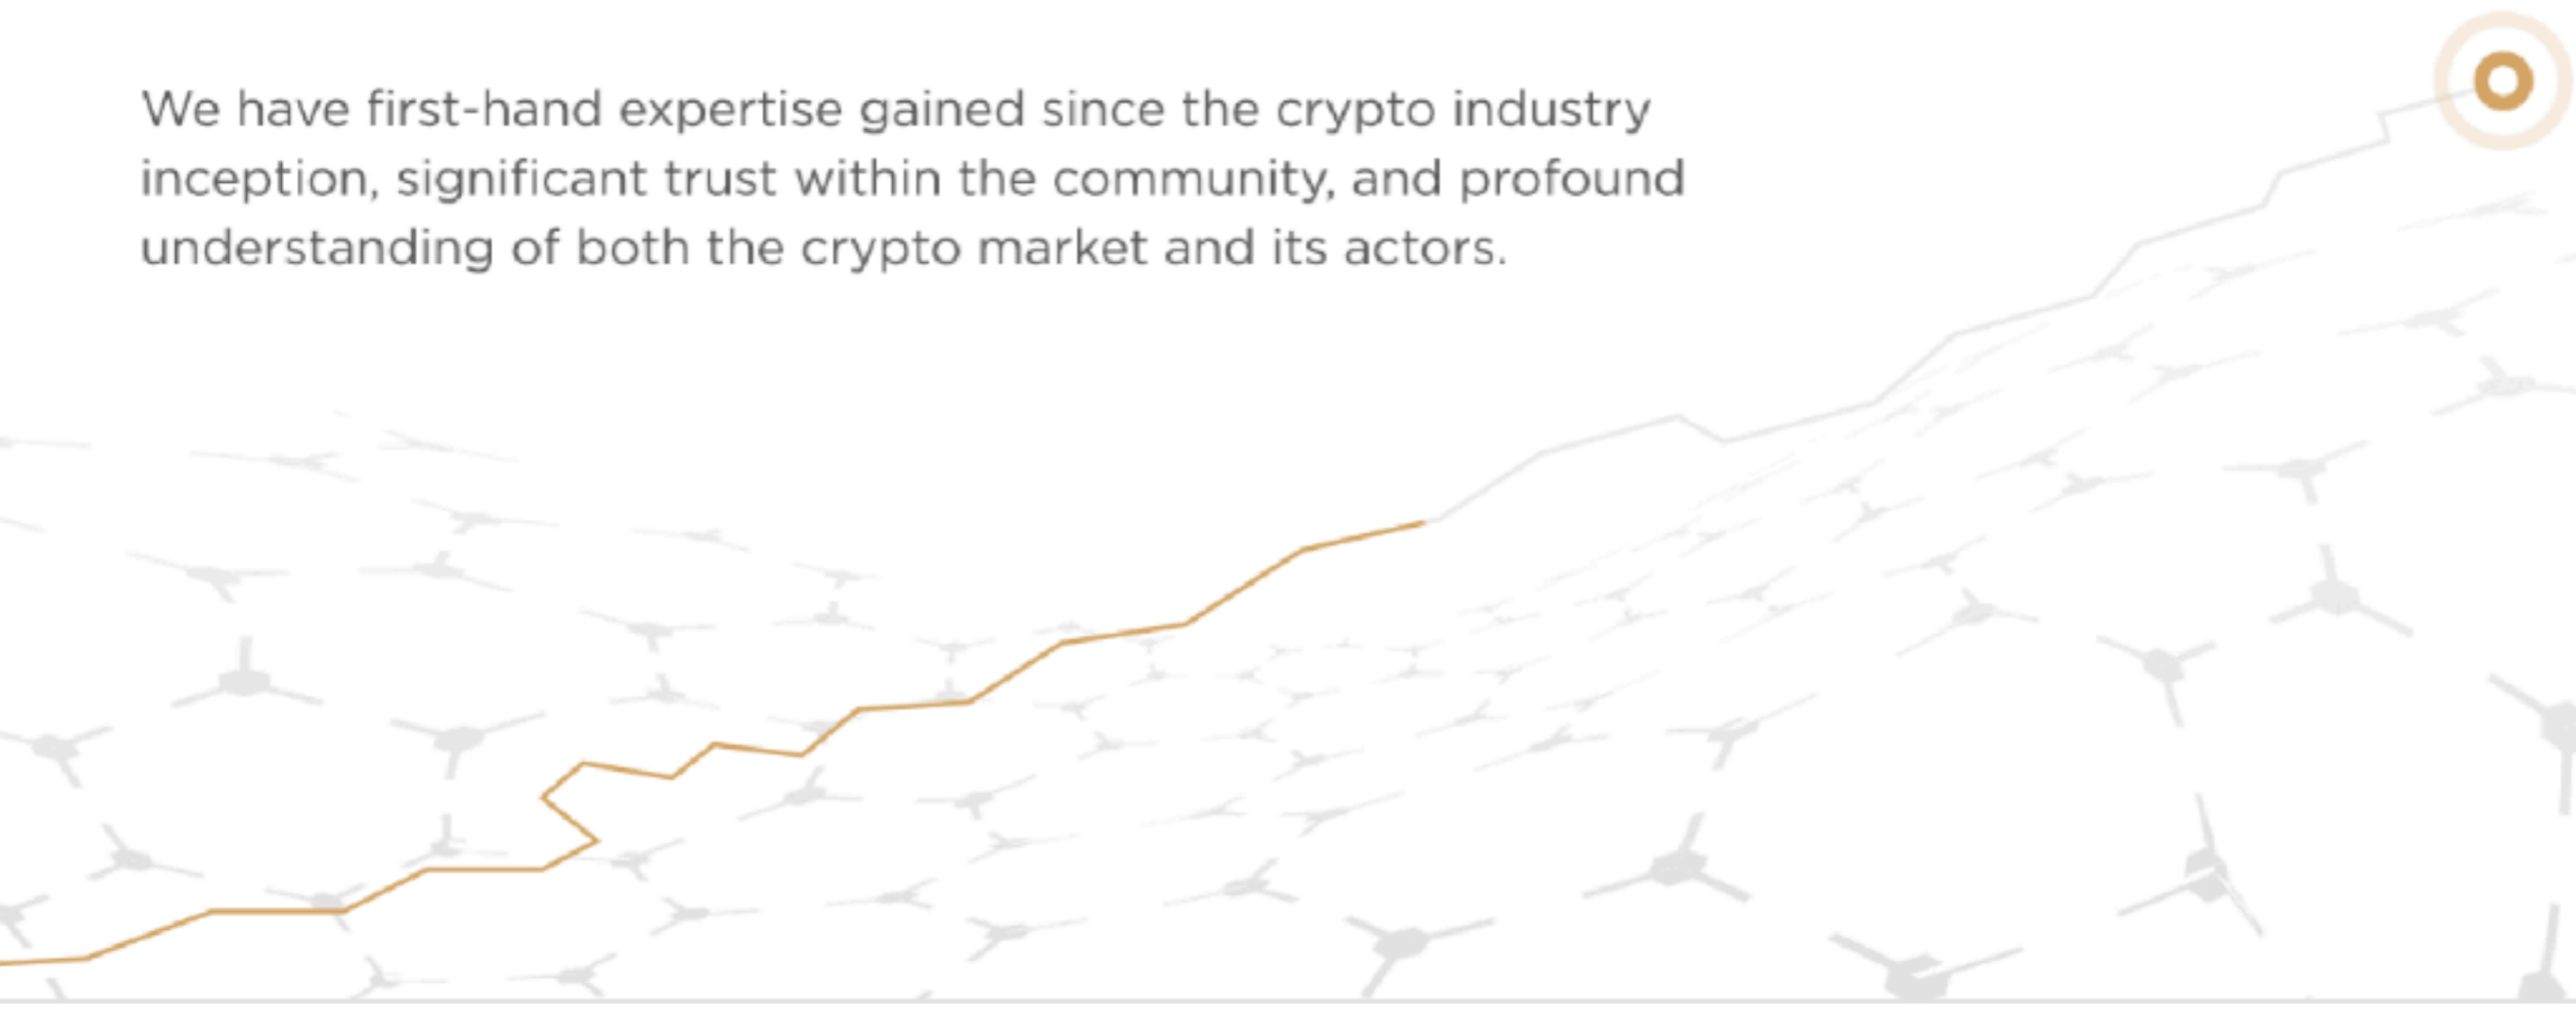 We have first-hand expertise gained since the crypto industry
inception, significant trust within the community, and profound
understanding of both the crypto market and its actors.